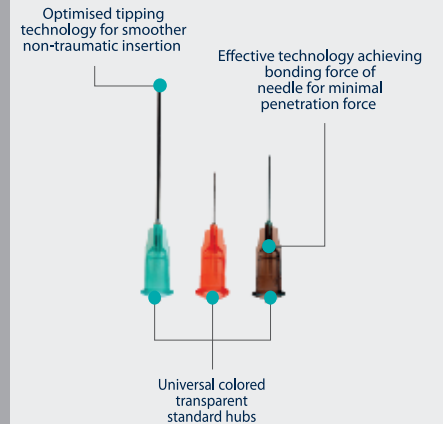 Optimised tipping
technology for smoother
non-traumatic insertion
Effective technology achieving
bonding force of
needle for minimal
penetration force
Universal colored
transparent
standard hubs